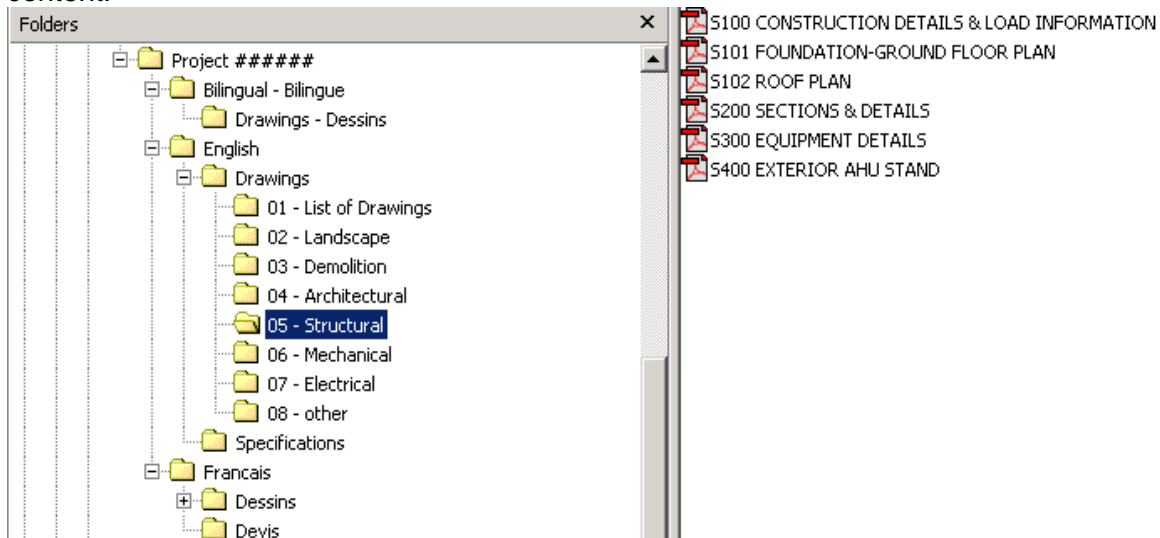 Folders
Project ######
Bilingual - Bilingue
Drawings - Dessins
English
Drawings
01 - List of Drawings
02 - Landscape
03 - Demolition
04 - Architectural
05 - Structural
06 - Mechanical
07 - Electrical
08 - other
Specifications
Francais
Dessins
Devis
S100 CONSTRUCTION DETAILS & LOAD INFORMATION
S101 FOUNDATION-GROUND FLOOR PLAN
S102 ROOF PLAN
S200 SECTIONS & DETAILS
S300 EQUIPMENT DETAILS
S400 EXTERIOR AHU STAND